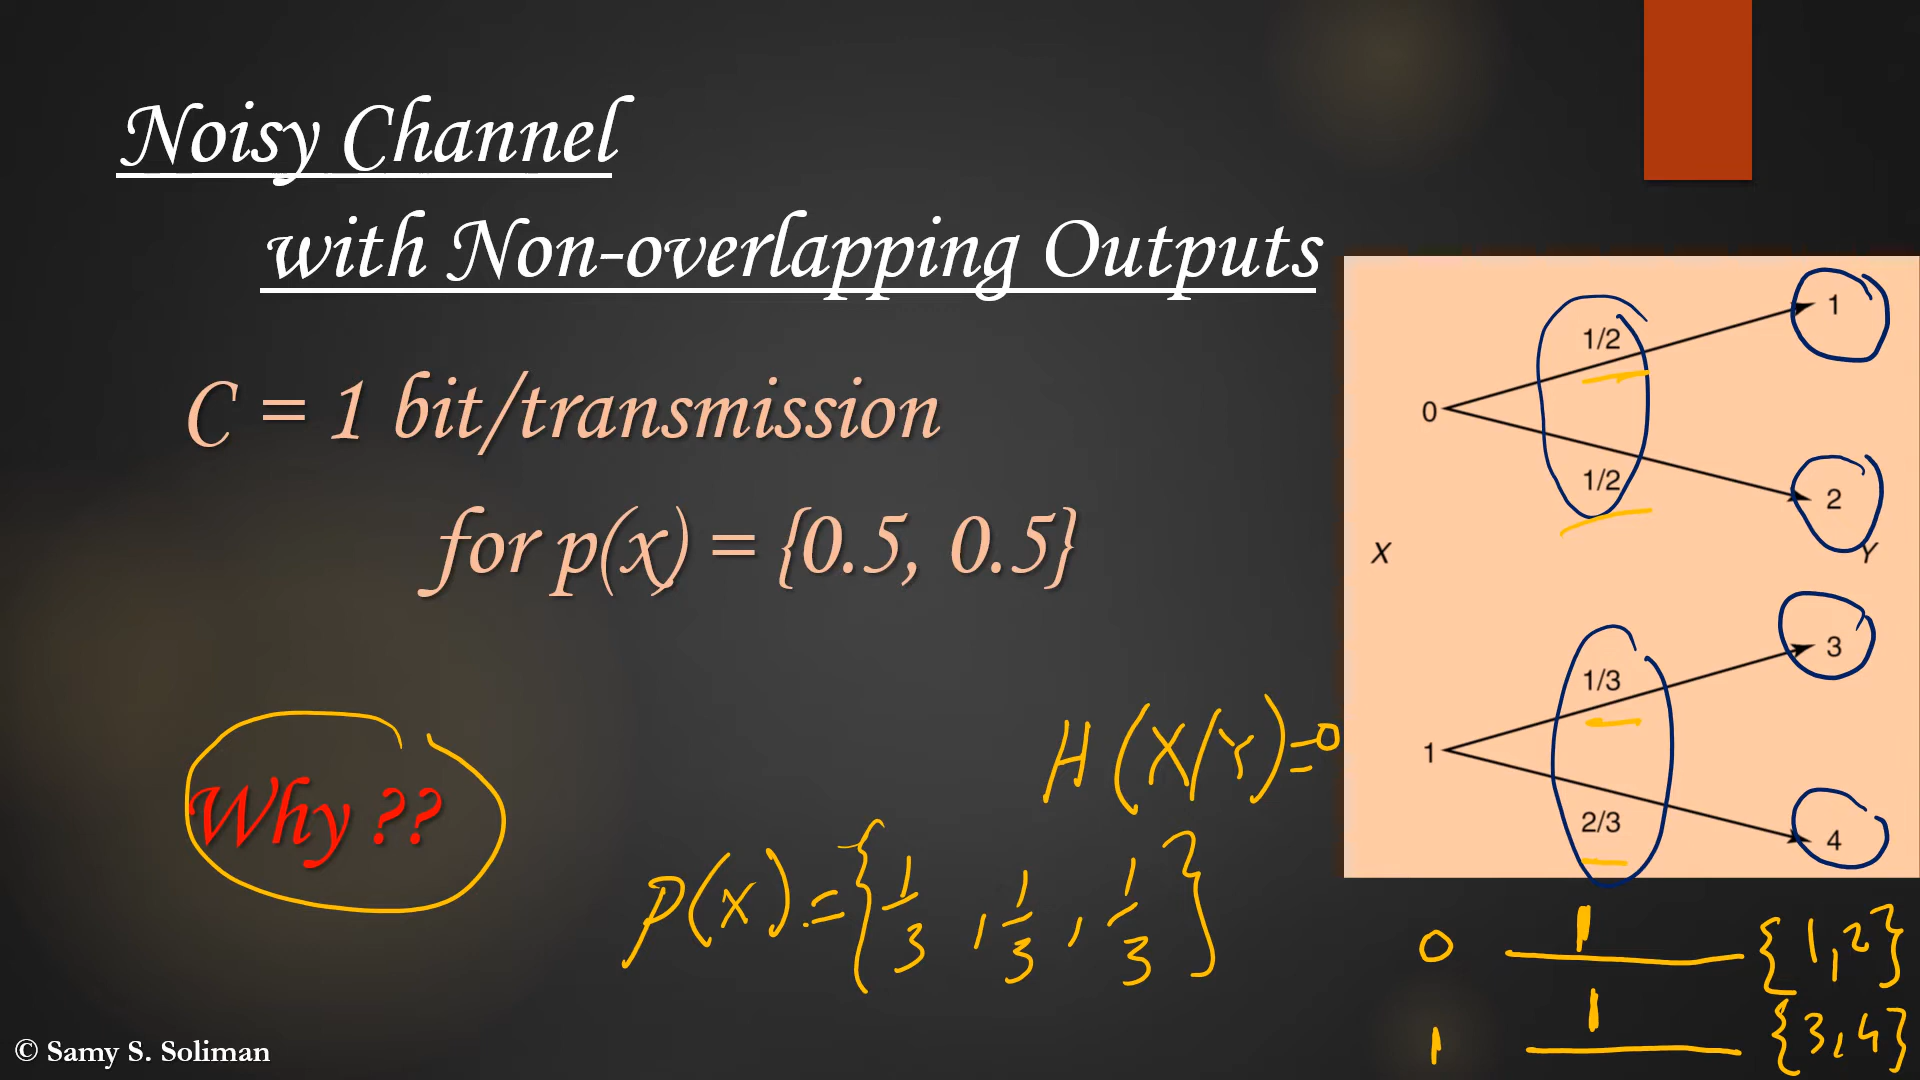 Noisy Channel
with Non-overlapping Outputs
C = 1 bit/transmission
for p(x) = {0.5, 0.5}
Why ??
H(X/Y)=0
P(X) = {1/3, 1/3, 1/3}
1
1/2
0
1/2
2
X
Y
3
1/3
1
2/3
4
0 1 {1,2}
1 1 {3,4}
© Samy S. Soliman